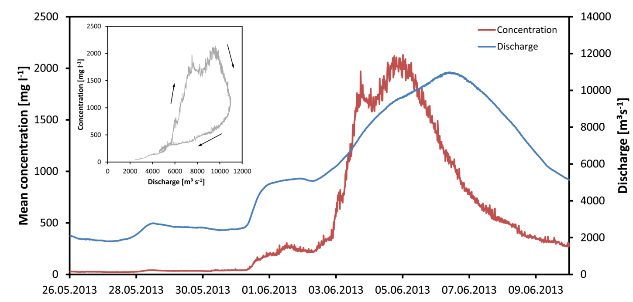 2500
2000
1500
1000
500
0
Mean concentration [mg l-1]
14000
12000
10000
8000
6000
4000
2000
0
Discharge [m3s-1]
26.05.2013 28.05.2013 30.05.2013 01.06.2013 03.06.2013 05.06.2013 07.06.2013 09.06.2013
Concentration
Discharge
2500
2000
1500
1000
500
0
Concentration [mg l-1]
0 2000 4000 6000 8000 10000 12000
Discharge [m3 s-1]